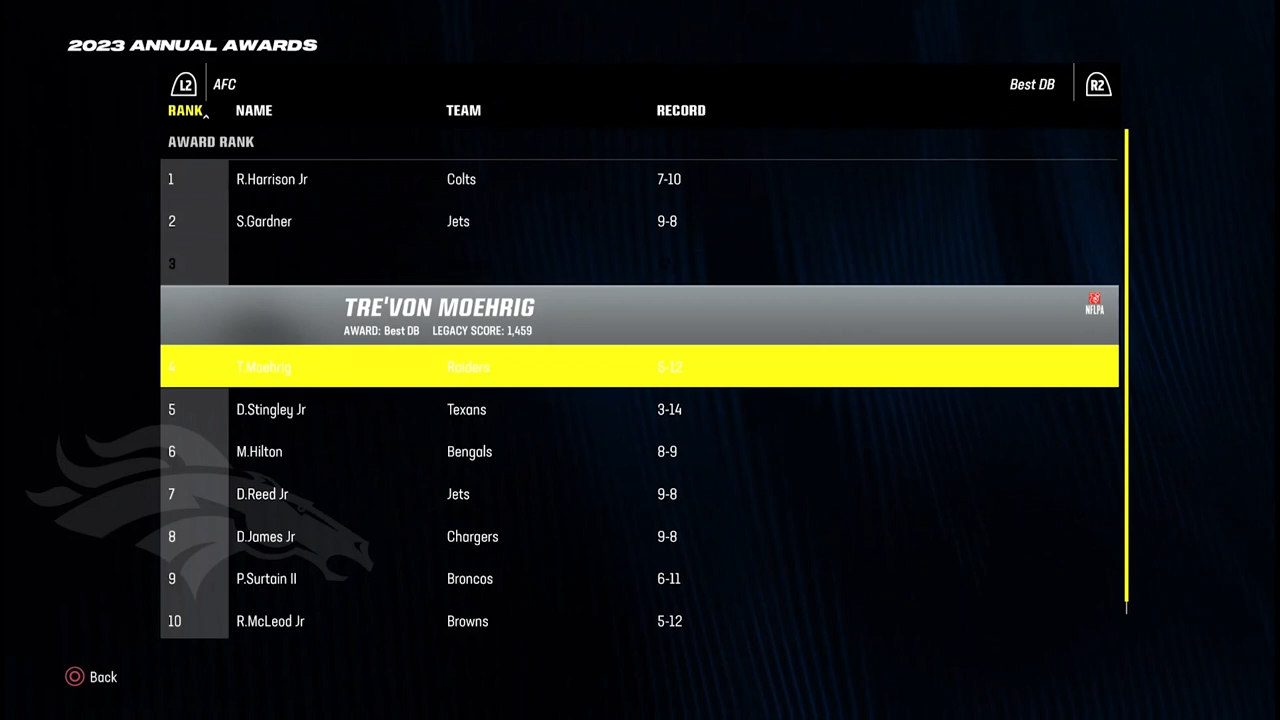 2023 ANNUAL AWARDS
L2 AFC Best DB R2
RANK NAME TEAM RECORD
AWARD RANK
1 R.Harrison Jr Colts 7-10
2 S.Gardner Jets 9-8
3
TRE'VON MOEHRIG
AWARD: Best DB LEGACY SCORE: 1,459
NFLPA
4 T.Moehrig Raiders 5-12
5 D.Stingley Jr Texans 3-14
6 M.Hilton Bengals 8-9
7 D.Reed Jr Jets 9-8
8 D.James Jr Chargers 9-8
9 P.Surtain II Broncos 6-11
10 R.McLeod Jr Browns 5-12
Back